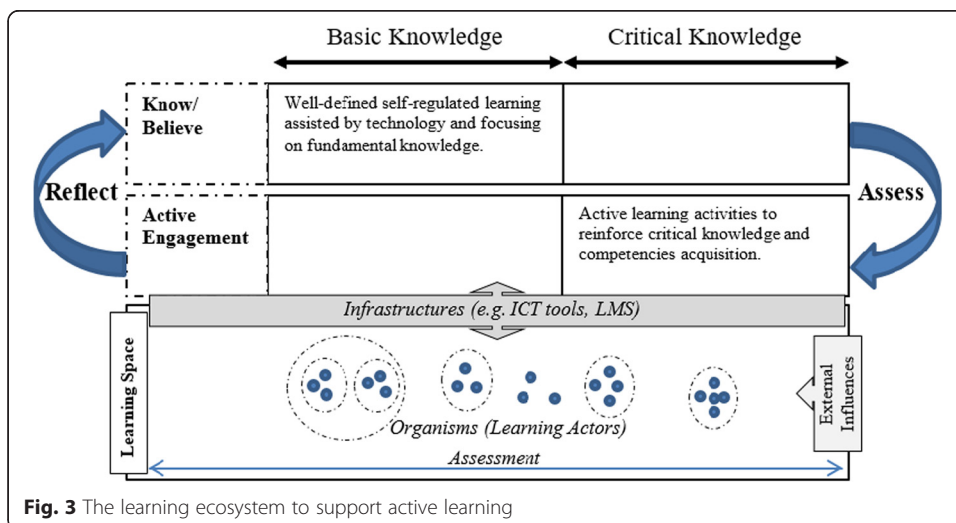 Basic Knowledge
Critical Knowledge
Know/
Believe
Well-defined self-regulated learning
assisted by technology and focusing
on fundamental knowledge.
Reflect
Assess
Active
Engagement
Active learning activities to
reinforce critical knowledge and
competencies acquisition.
Infrastructures (e.g. ICT tools, LMS)
Learning Space
External
Influences
Organisms (Learning Actors)
Assessment
Fig. 3 The learning ecosystem to support active learning